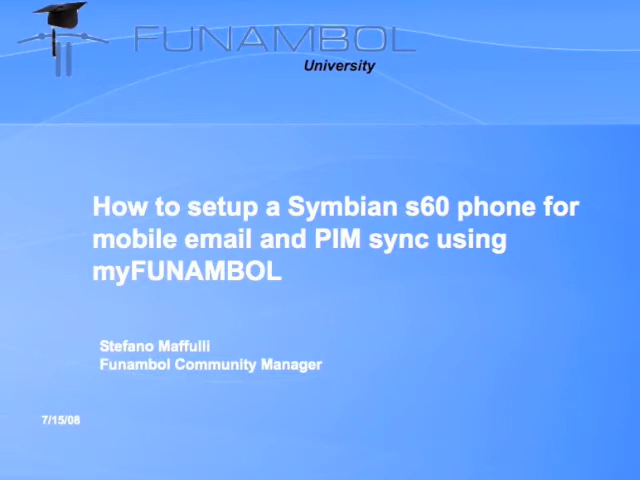 FUNAMBOL
University
How to setup a Symbian s60 phone for
mobile email and PIM sync using
myFUNAMBOL
Stefano Maffulli
Funambol Community Manager
7/15/08